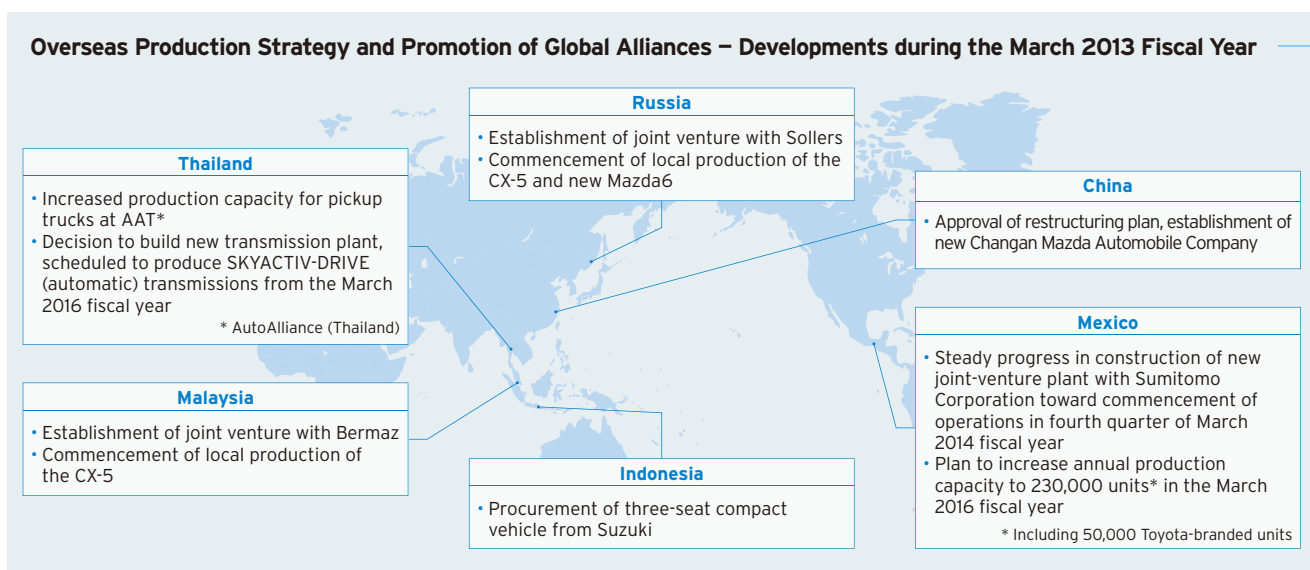 Overseas Production Strategy and Promotion of Global Alliances – Developments during the March 2013 Fiscal Year
Russia
• Establishment of joint venture with Sollers
• Commencement of local production of the
CX-5 and new Mazda6
Thailand
• Increased production capacity for pickup
trucks at AAT*
• Decision to build new transmission plant,
scheduled to produce SKYACTIV-DRIVE
(automatic) transmissions from the March
2016 fiscal year
* AutoAlliance (Thailand)
China
• Approval of restructuring plan, establishment of
new Changan Mazda Automobile Company
Mexico
• Steady progress in construction of new
joint-venture plant with Sumitomo
Corporation toward commencement of
operations in fourth quarter of March
2014 fiscal year
• Plan to increase annual production
capacity to 230,000 units* in the March
2016 fiscal year
* Including 50,000 Toyota-branded units
Malaysia
• Establishment of joint venture with Bermaz
• Commencement of local production of
the CX-5
Indonesia
• Procurement of three-seat compact
vehicle from Suzuki